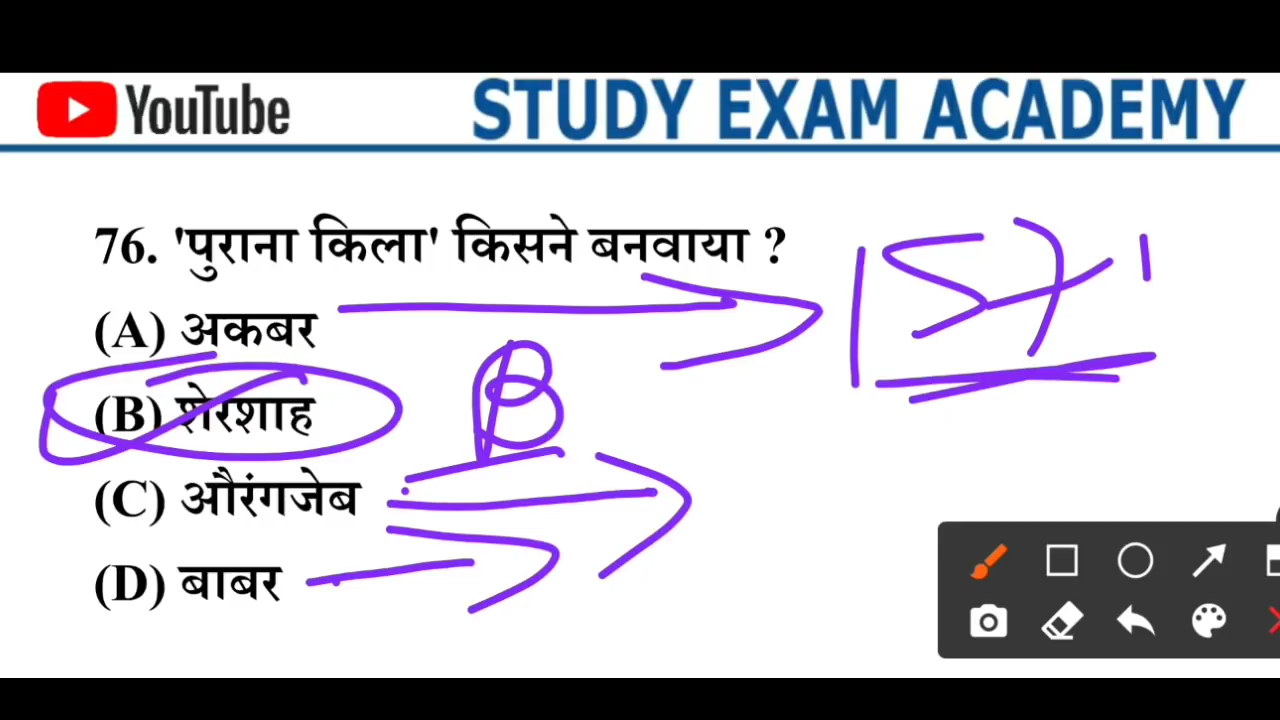 YouTube STUDY EXAM ACADEMY
76. 'पुराना किला' किसने बनवाया ?
(A) अकबर
(B) शेरशाह
B
(C) औरंगजेब
(D) बाबर